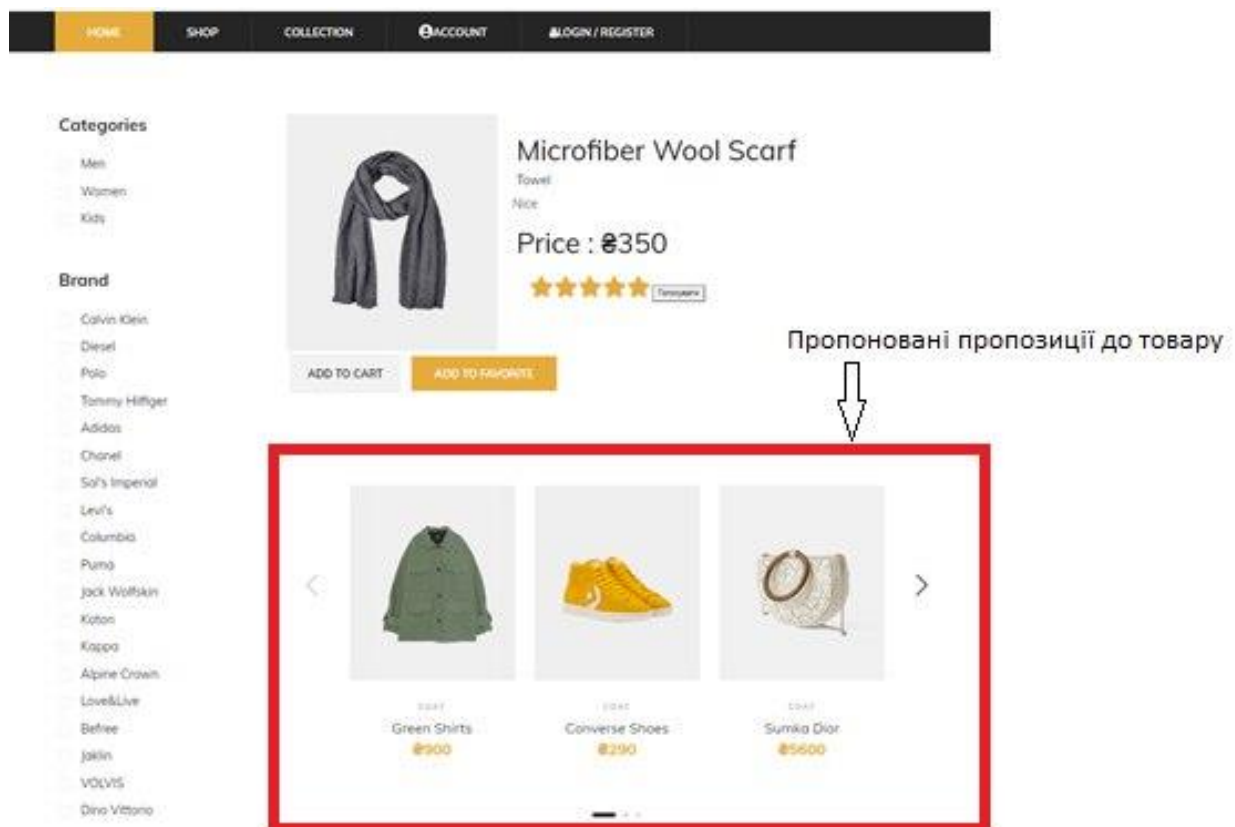 HOME
SHOP
COLLECTION
ACCOUNT
LOGIN / REGISTER
Categories
Men
Women
Kids
Brand
Calvin Klein
Diesel
Polo
Tommy Hilfiger
Adidas
Chanel
Sol's Imperial
Levi's
Columbia
Puma
Jack Wolfskin
Koton
Kappa
Alpine Crown
Love&Live
Befree
Jaklin
VOLVIS
Dino Vittorio
Microfiber Wool Scarf
Towel
Nice
Price : ₴350
Голосувати
ADD TO CART
ADD TO FAVORITE
Пропоновані пропозиції до товару
COAT
Green Shirts
₴900
COAT
Converse Shoes
₴290
COAT
Sumka Dior
₴5600